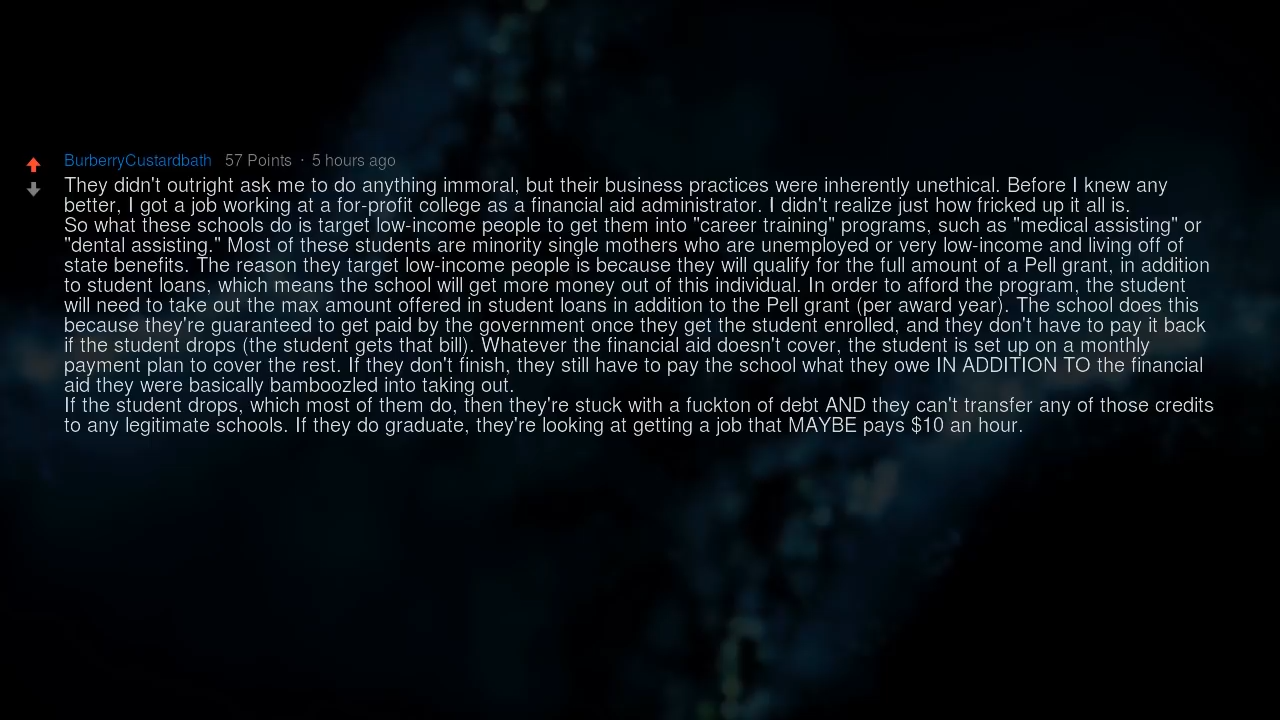 BurberryCustardbath 57 Points · 5 hours ago
They didn't outright ask me to do anything immoral, but their business practices were inherently unethical. Before I knew any
better, I got a job working at a for-profit college as a financial aid administrator. I didn't realize just how fricked up it all is.
So what these schools do is target low-income people to get them into "career training" programs, such as "medical assisting" or
"dental assisting." Most of these students are minority single mothers who are unemployed or very low-income and living off of
state benefits. The reason they target low-income people is because they will qualify for the full amount of a Pell grant, in addition
to student loans, which means the school will get more money out of this individual. In order to afford the program, the student
will need to take out the max amount offered in student loans in addition to the Pell grant (per award year). The school does this
because they're guaranteed to get paid by the government once they get the student enrolled, and they don't have to pay it back
if the student drops (the student gets that bill). Whatever the financial aid doesn't cover, the student is set up on a monthly
payment plan to cover the rest. If they don't finish, they still have to pay the school what they owe IN ADDITION TO the financial
aid they were basically bamboozled into taking out.
If the student drops, which most of them do, then they're stuck with a fuckton of debt AND they can't transfer any of those credits
to any legitimate schools. If they do graduate, they're looking at getting a job that MAYBE pays $10 an hour.